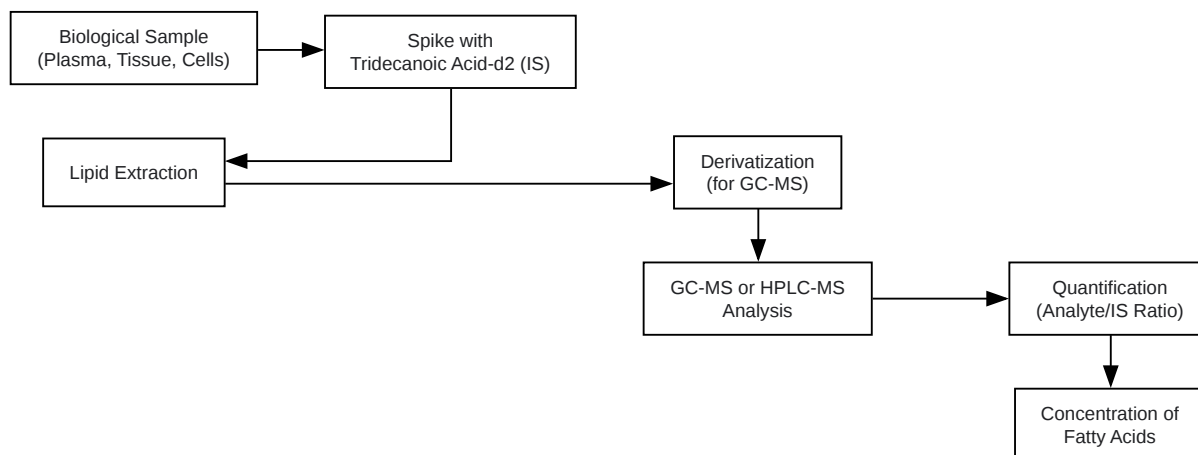 Biological Sample
(Plasma, Tissue, Cells)
Spike with
Tridecanoic Acid-d2 (IS)
Lipid Extraction
Derivatization
(for GC-MS)
GC-MS or HPLC-MS
Analysis
Quantification
(Analyte/IS Ratio)
Concentration of
Fatty Acids